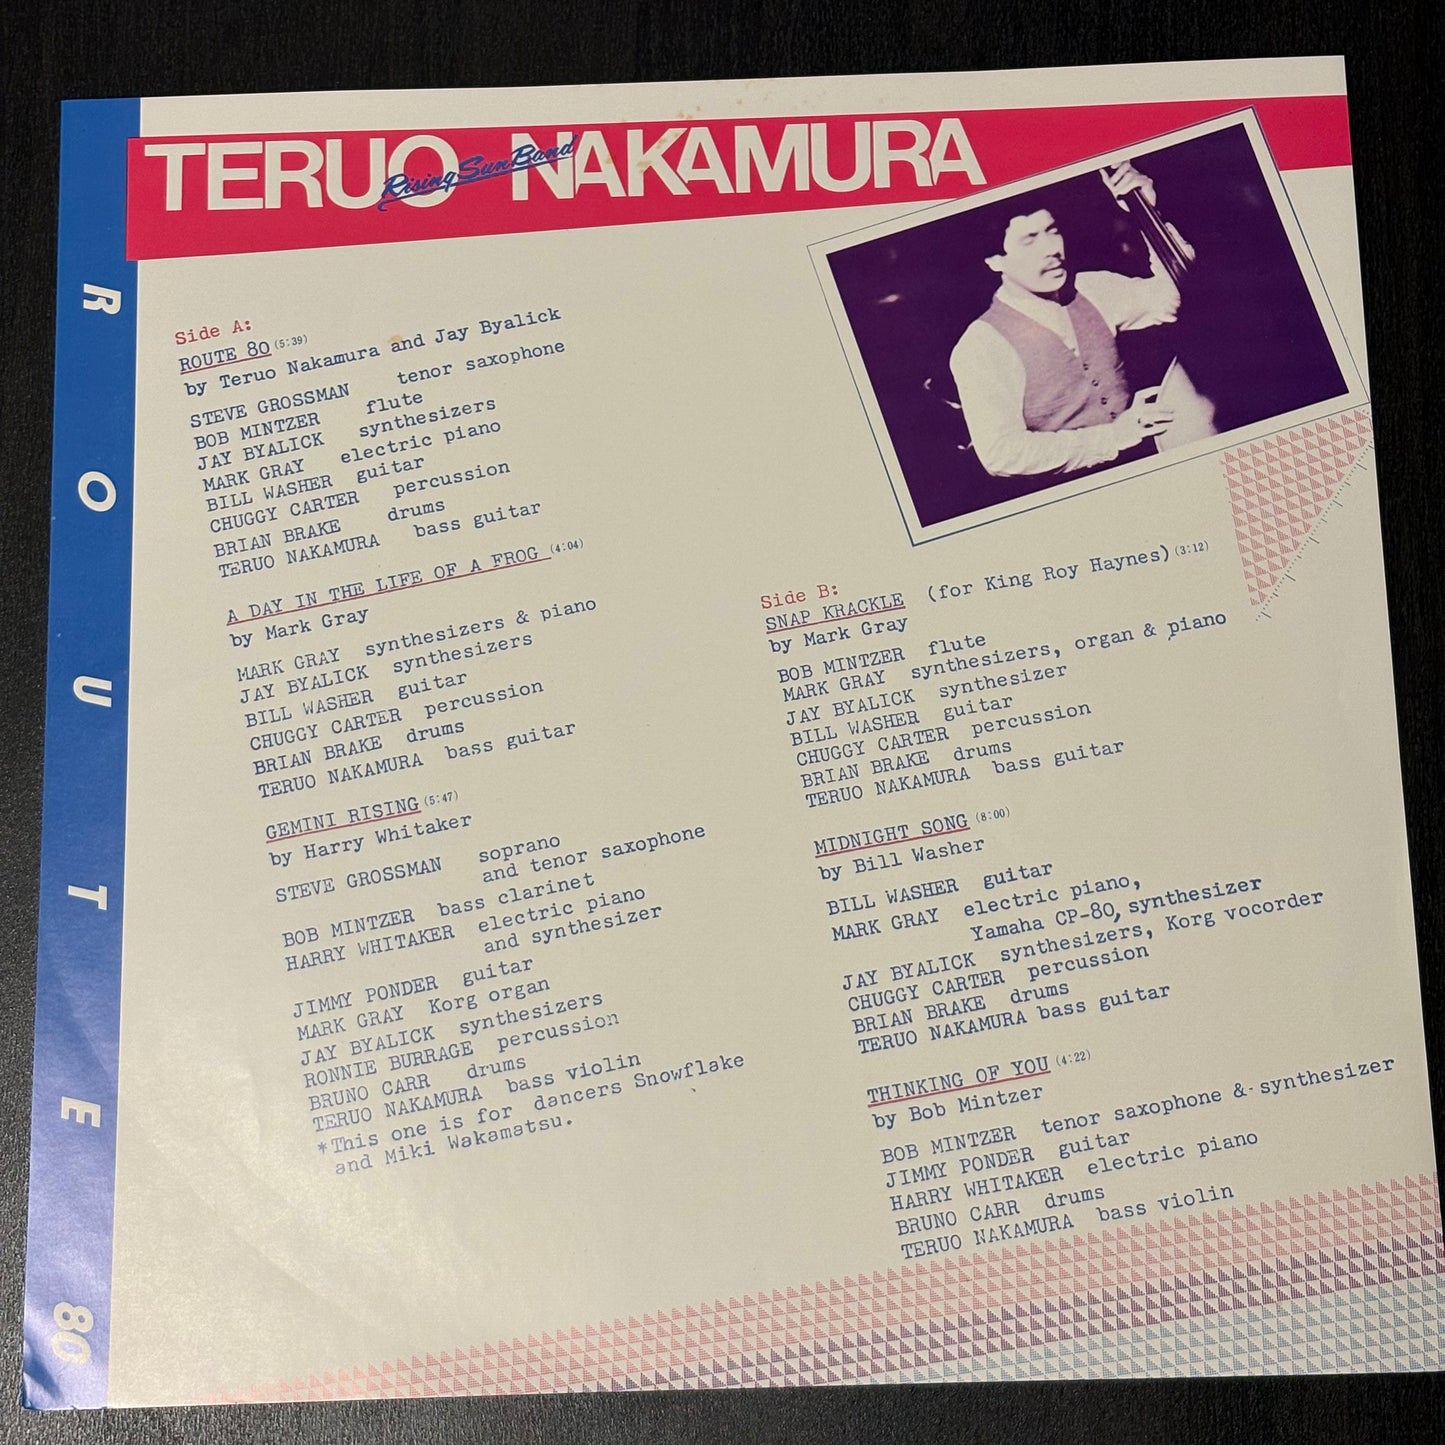 TERUO NAKAMURA
Rising Sun Band
ROUTE 80
Side A:
ROUTE 80 (5:39)
by Teruo Nakamura and Jay Byalick
STEVE GROSSMAN tenor saxophone
BOB MINTZER flute
JAY BYALICK synthesizers
MARK GRAY electric piano
BILL WASHER guitar
CHUGGY CARTER percussion
BRIAN BRAKE drums
TERUO NAKAMURA bass guitar
A DAY IN THE LIFE OF A FROG (4:04)
by Mark Gray
MARK GRAY synthesizers & piano
JAY BYALICK synthesizers
BILL WASHER guitar
CHUGGY CARTER percussion
BRIAN BRAKE drums
TERUO NAKAMURA bass guitar
GEMINI RISING (5:47)
by Harry Whitaker
STEVE GROSSMAN soprano
and tenor saxophone
BOB MINTZER bass clarinet
HARRY WHITAKER electric piano
and synthesizer
JIMMY PONDER guitar
MARK GRAY Korg organ
JAY BYALICK synthesizers
RONNIE BURRAGE percussion
BRUNO CARR drums
TERUO NAKAMURA bass violin
*This one is for dancers Snowflake
and Miki Wakamatsu.
Side B:
SNAP KRACKLE (for King Roy Haynes) (3:12)
by Mark Gray
BOB MINTZER flute
MARK GRAY synthesizers, organ & piano
JAY BYALICK synthesizer
BILL WASHER guitar
CHUGGY CARTER percussion
BRIAN BRAKE drums
TERUO NAKAMURA bass guitar
MIDNIGHT SONG (8:00)
by Bill Washer
BILL WASHER guitar
MARK GRAY electric piano,
Yamaha CP-80, synthesizer
JAY BYALICK synthesizers, Korg vocorder
CHUGGY CARTER percussion
BRIAN BRAKE drums
TERUO NAKAMURA bass guitar
THINKING OF YOU (4:22)
by Bob Mintzer
BOB MINTZER tenor saxophone & synthesizer
JIMMY PONDER guitar
HARRY WHITAKER electric piano
BRUNO CARR drums
TERUO NAKAMURA bass violin